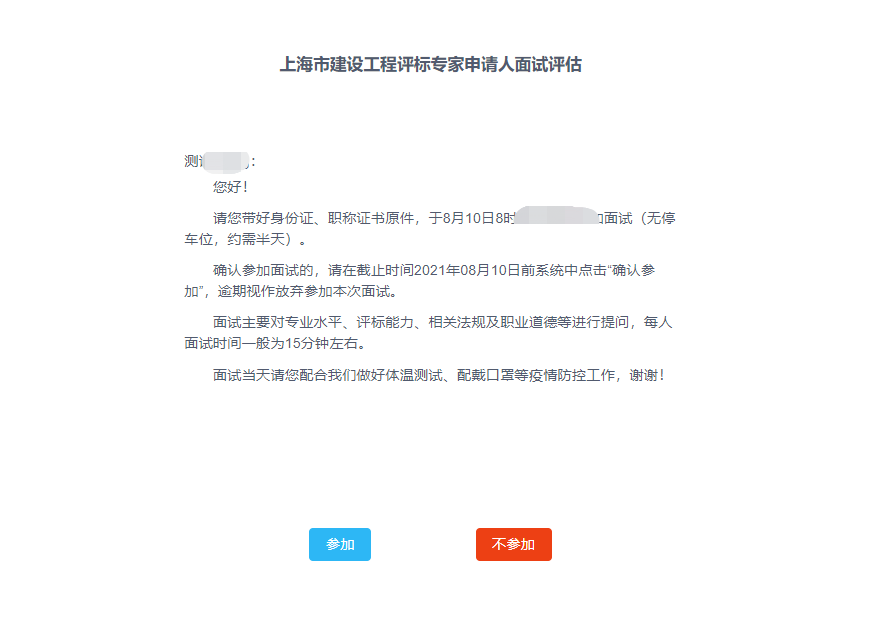 上海市建设工程评标专家申请人面试评估
测:
您好！
请您带好身份证、职称证书原件，于8月10日8时面试（无停
车位，约需半天）。
确认参加面试的，请在截止时间2021年08月10日前系统中点击“确认参
加”，逾期视作放弃参加本次面试。
面试主要对专业水平、评标能力、相关法规及职业道德等进行提问，每人
面试时间一般为15分钟左右。
面试当天请您配合我们做好体温测试、配戴口罩等疫情防控工作，谢谢！
参加
不参加